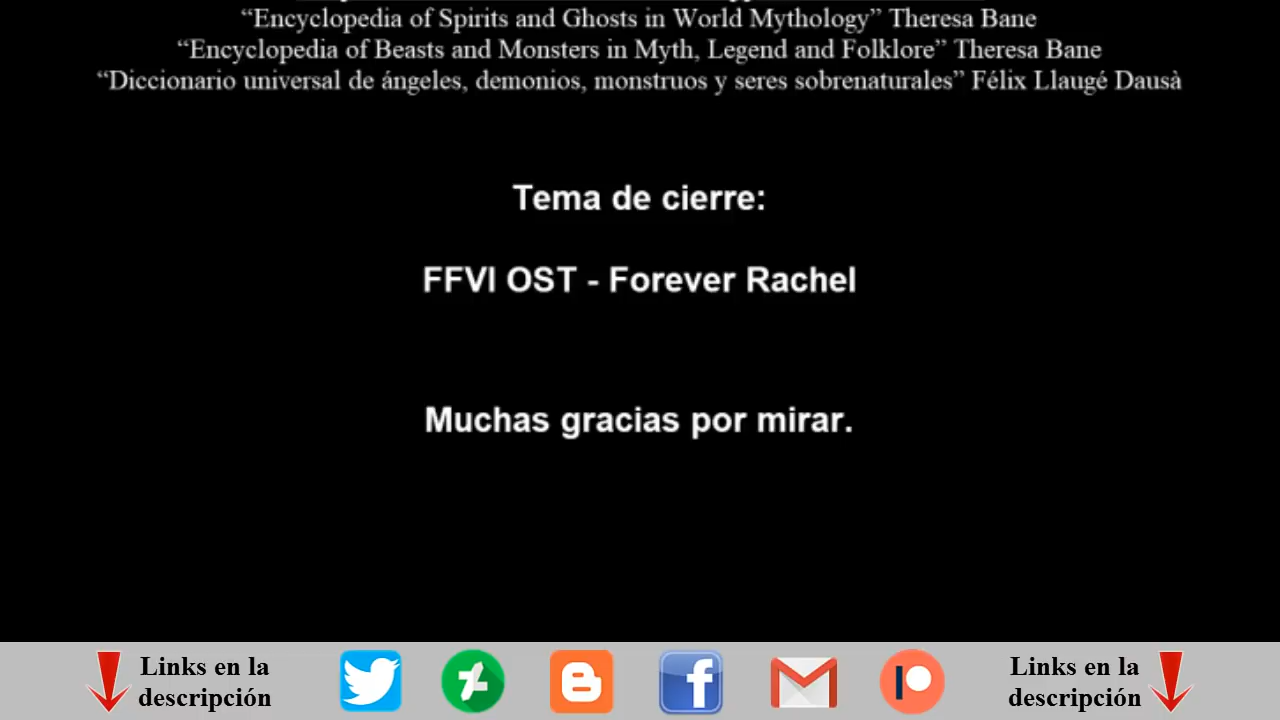 “Encyclopedia of Spirits and Ghosts in World Mythology” Theresa Bane
“Encyclopedia of Beasts and Monsters in Myth, Legend and Folklore” Theresa Bane
“Diccionario universal de ángeles, demonios, monstruos y seres sobrenaturales” Félix Llaugé Dausà
Tema de cierre:
FFVI OST - Forever Rachel
Muchas gracias por mirar.
Links en la
descripción
Links en la
descripción